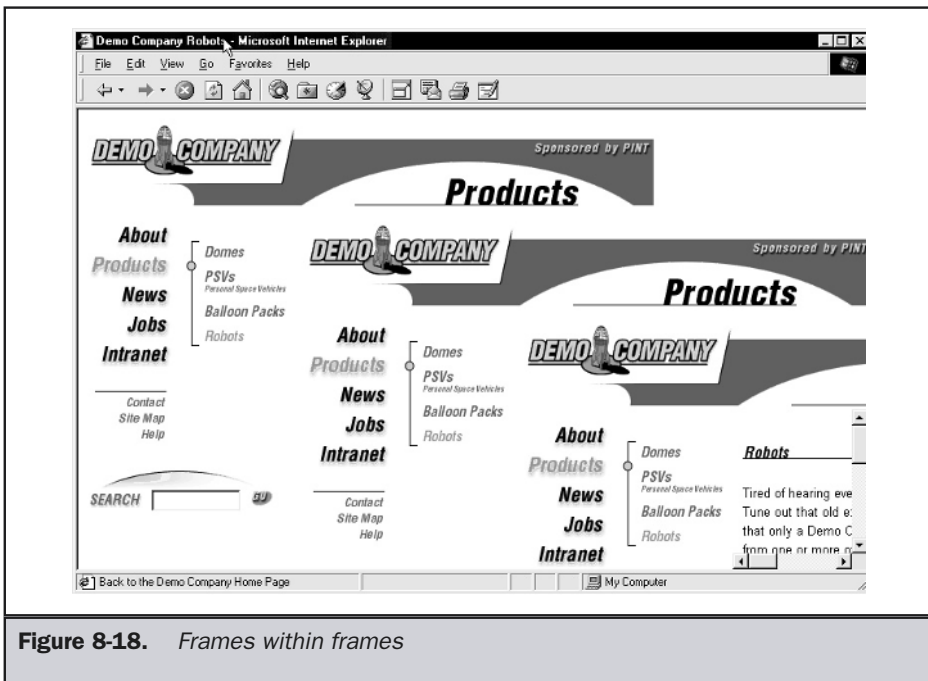 Demo Company Robots - Microsoft Internet Explorer
File Edit View Go Favorites Help
DEMO COMPANY
Sponsored by PINT
Products
About
Products
News
Jobs
Intranet
Domes
PSVs
Personal Space Vehicles
Balloon Packs
Robots
Contact
Site Map
Help
SEARCH
DEMO COMPANY
Sponsored by PINT
Products
About
Products
News
Jobs
Intranet
Domes
PSVs
Personal Space Vehicles
Balloon Packs
Robots
Contact
Site Map
Help
DEMO COMPANY
About
Products
News
Jobs
Intranet
Domes
PSVs
Personal Space Vehicles
Balloon Packs
Robots
Robots
Tired of hearing eve
Tune out that old e
that only a Demo C
from one or more
Back to the Demo Company Home Page
My Computer
Figure 8-18. Frames within frames